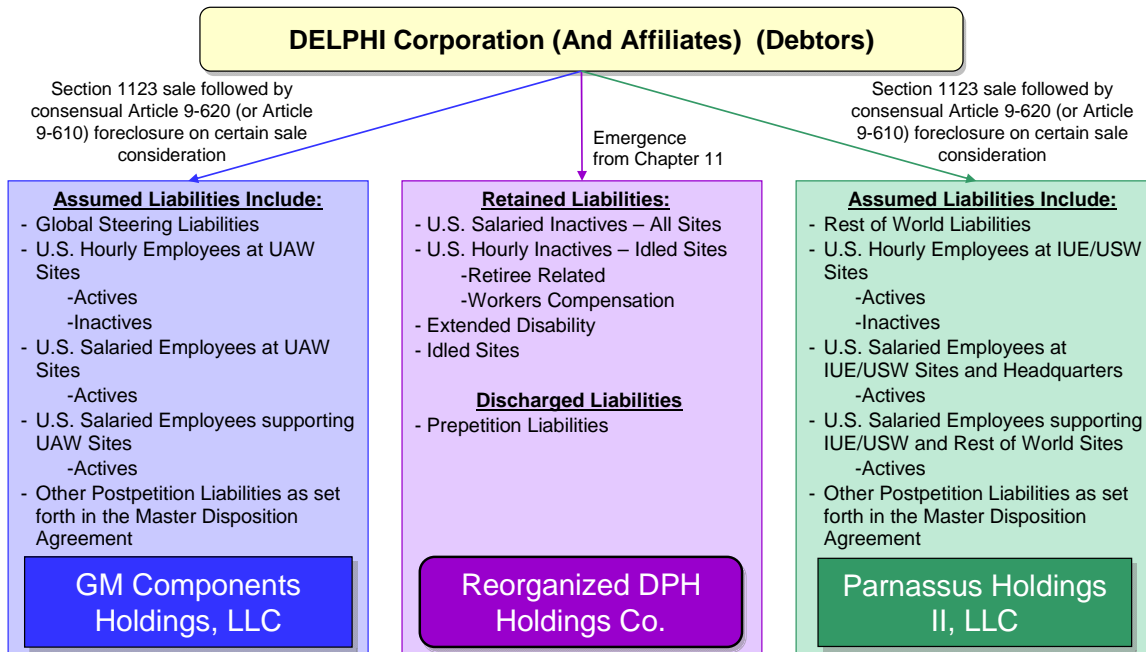 DELPHI Corporation (And Affiliates) (Debtors)
Section 1123 sale followed by
consensual Article 9-620 (or Article
9-610) foreclosure on certain sale
consideration
Emergence
from Chapter 11
Section 1123 sale followed by
consensual Article 9-620 (or Article
9-610) foreclosure on certain sale
consideration
Assumed Liabilities Include:
- Global Steering Liabilities
- U.S. Hourly Employees at UAW
Sites
-Actives
-Inactives
- U.S. Salaried Employees at UAW
Sites
-Actives
- U.S. Salaried Employees supporting
UAW Sites
-Actives
- Other Postpetition Liabilities as set
forth in the Master Disposition
Agreement
GM Components
Holdings, LLC
Retained Liabilities:
- U.S. Salaried Inactives – All Sites
- U.S. Hourly Inactives – Idled Sites
-Retiree Related
-Workers Compensation
- Extended Disability
- Idled Sites
Discharged Liabilities
- Prepetition Liabilities
Reorganized DPH
Holdings Co.
Assumed Liabilities Include:
- Rest of World Liabilities
- U.S. Hourly Employees at IUE/USW
Sites
-Actives
-Inactives
- U.S. Salaried Employees at
IUE/USW Sites and Headquarters
-Actives
- U.S. Salaried Employees supporting
IUE/USW and Rest of World Sites
-Actives
- Other Postpetition Liabilities as set
forth in the Master Disposition
Agreement
Parnassus Holdings
II, LLC